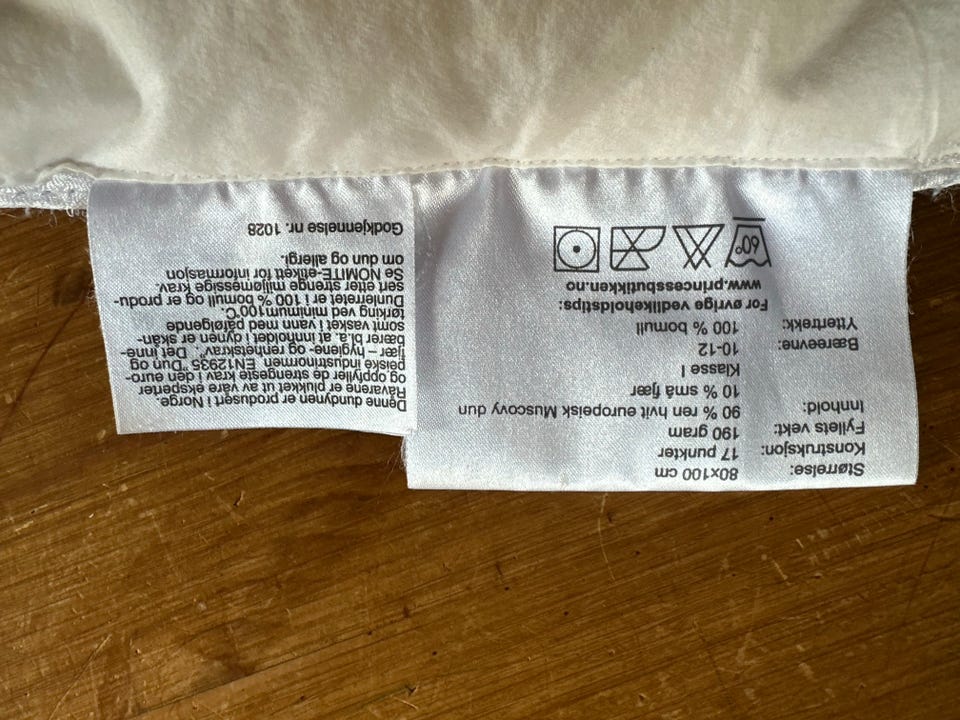 Denne dundynen er produsert i Norge.
Råvarene er plukket ut av våre eksperter
og oppfyller de strengeste krav i den euro-
peiske industrinormen EN12935 "Dun og
fjær – hygiene- og renhetskrav". Det inne-
bærer bl.a. at innholdet i dynen er skån-
somt vasket i vann med påfølgende
tørking ved minimum100°C.
Dunlerretet er i 100 % bomull og er produ-
sert etter strenge miljømessige krav.
Se NOMITE-etikett for informasjon
om dun og allergi.
Godkjennelse nr. 1028
Størrelse: 80x100 cm
Konstruksjon: 17 punkter
Fyllets vekt: 190 gram
Innhold: 90 % ren hvit europeisk Muscovy dun
10 % små fjær
Klasse I
Bæreevne: 10-12
Yttertrekk: 100 % bomull
For øvrige vedlikeholdstips:
www.princessbutikken.no
60°